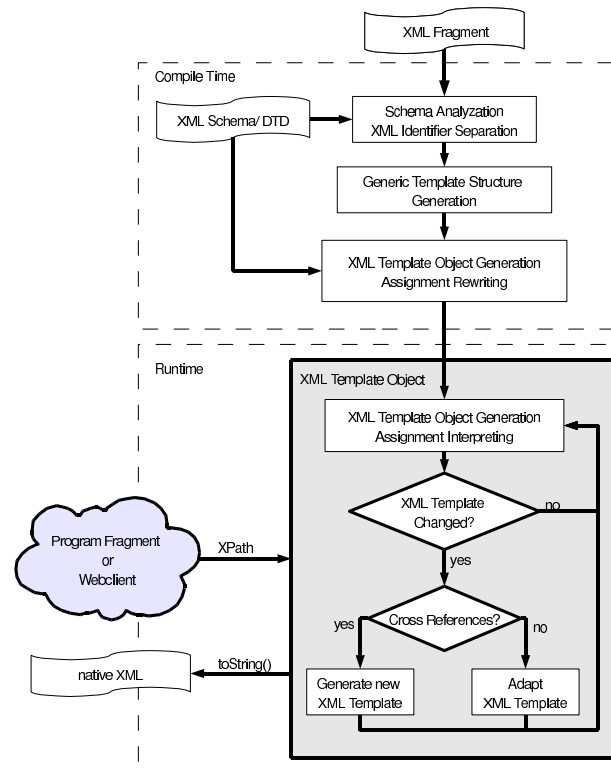 XML Fragment
Compile Time
XML Schema/ DTD
Schema Analyzation
XML Identifier Separation
Generic Template Structure
Generation
XML Template Object Generation
Assignment Rewriting
Runtime
XML Template Object
XML Template Object Generation
Assignment Interpreting
XML Template
Changed?
no
Program Fragment
or
Webclient
XPath
yes
Cross References?
yes
no
toString()
native XML
Generate new
XML Template
Adapt
XML Template